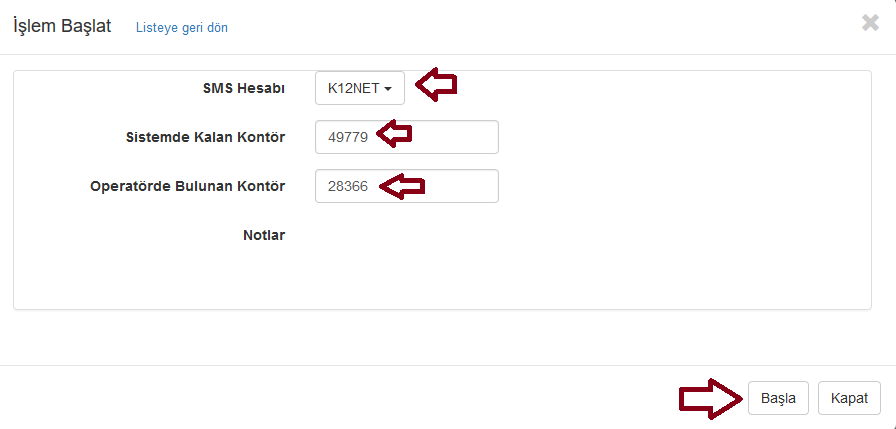 İşlem Başlat Listeye geri dön
SMS Hesabı K12NET
Sistemde Kalan Kontör 49779
Operatörde Bulunan Kontör 28366
Notlar
Başla Kapat